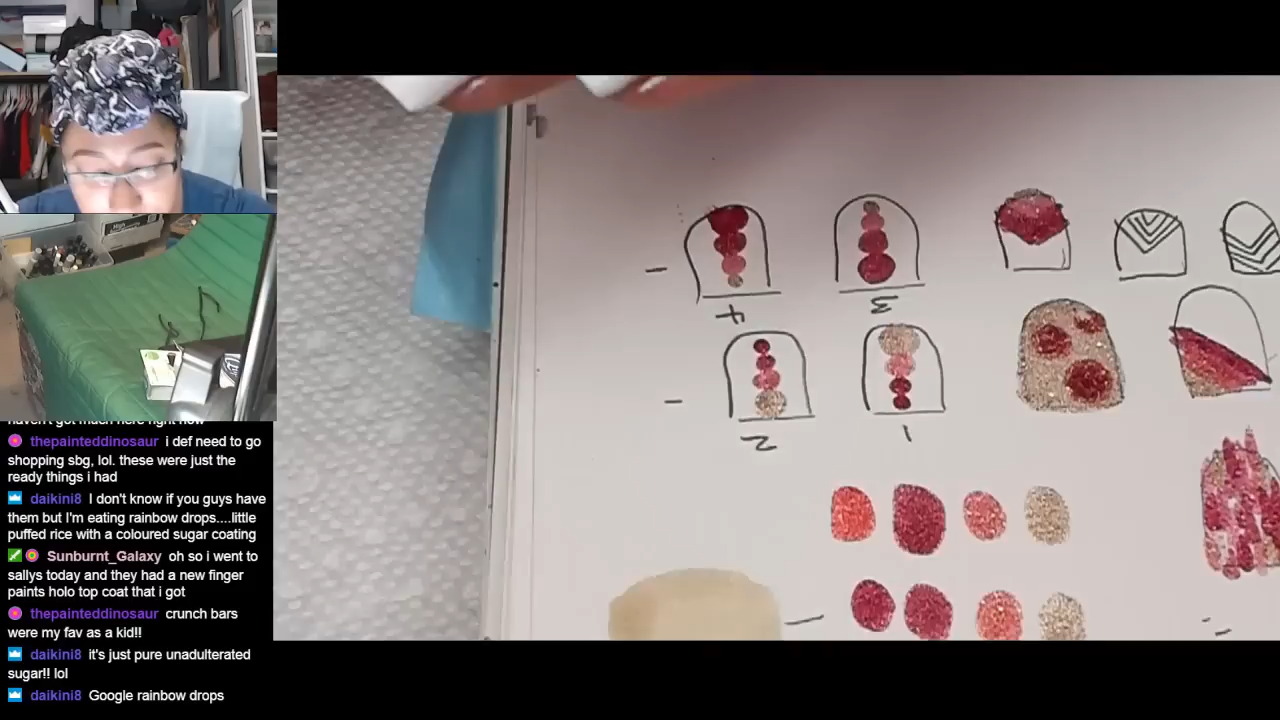 haven't got much here right now
thepainteddinosaur i def need to go
shopping sbg, lol. these were just the
ready things i had
daikini8 I don't know if you guys have
them but I'm eating rainbow drops....little
puffed rice with a coloured sugar coating
Sunburnt_Galaxy oh so i went to
sallys today and they had a new finger
paints holo top coat that i got
thepainteddinosaur crunch bars
were my fav as a kid!!
daikini8 it's just pure unadulterated
sugar!! lol
daikini8 Google rainbow drops
4 3
2 1